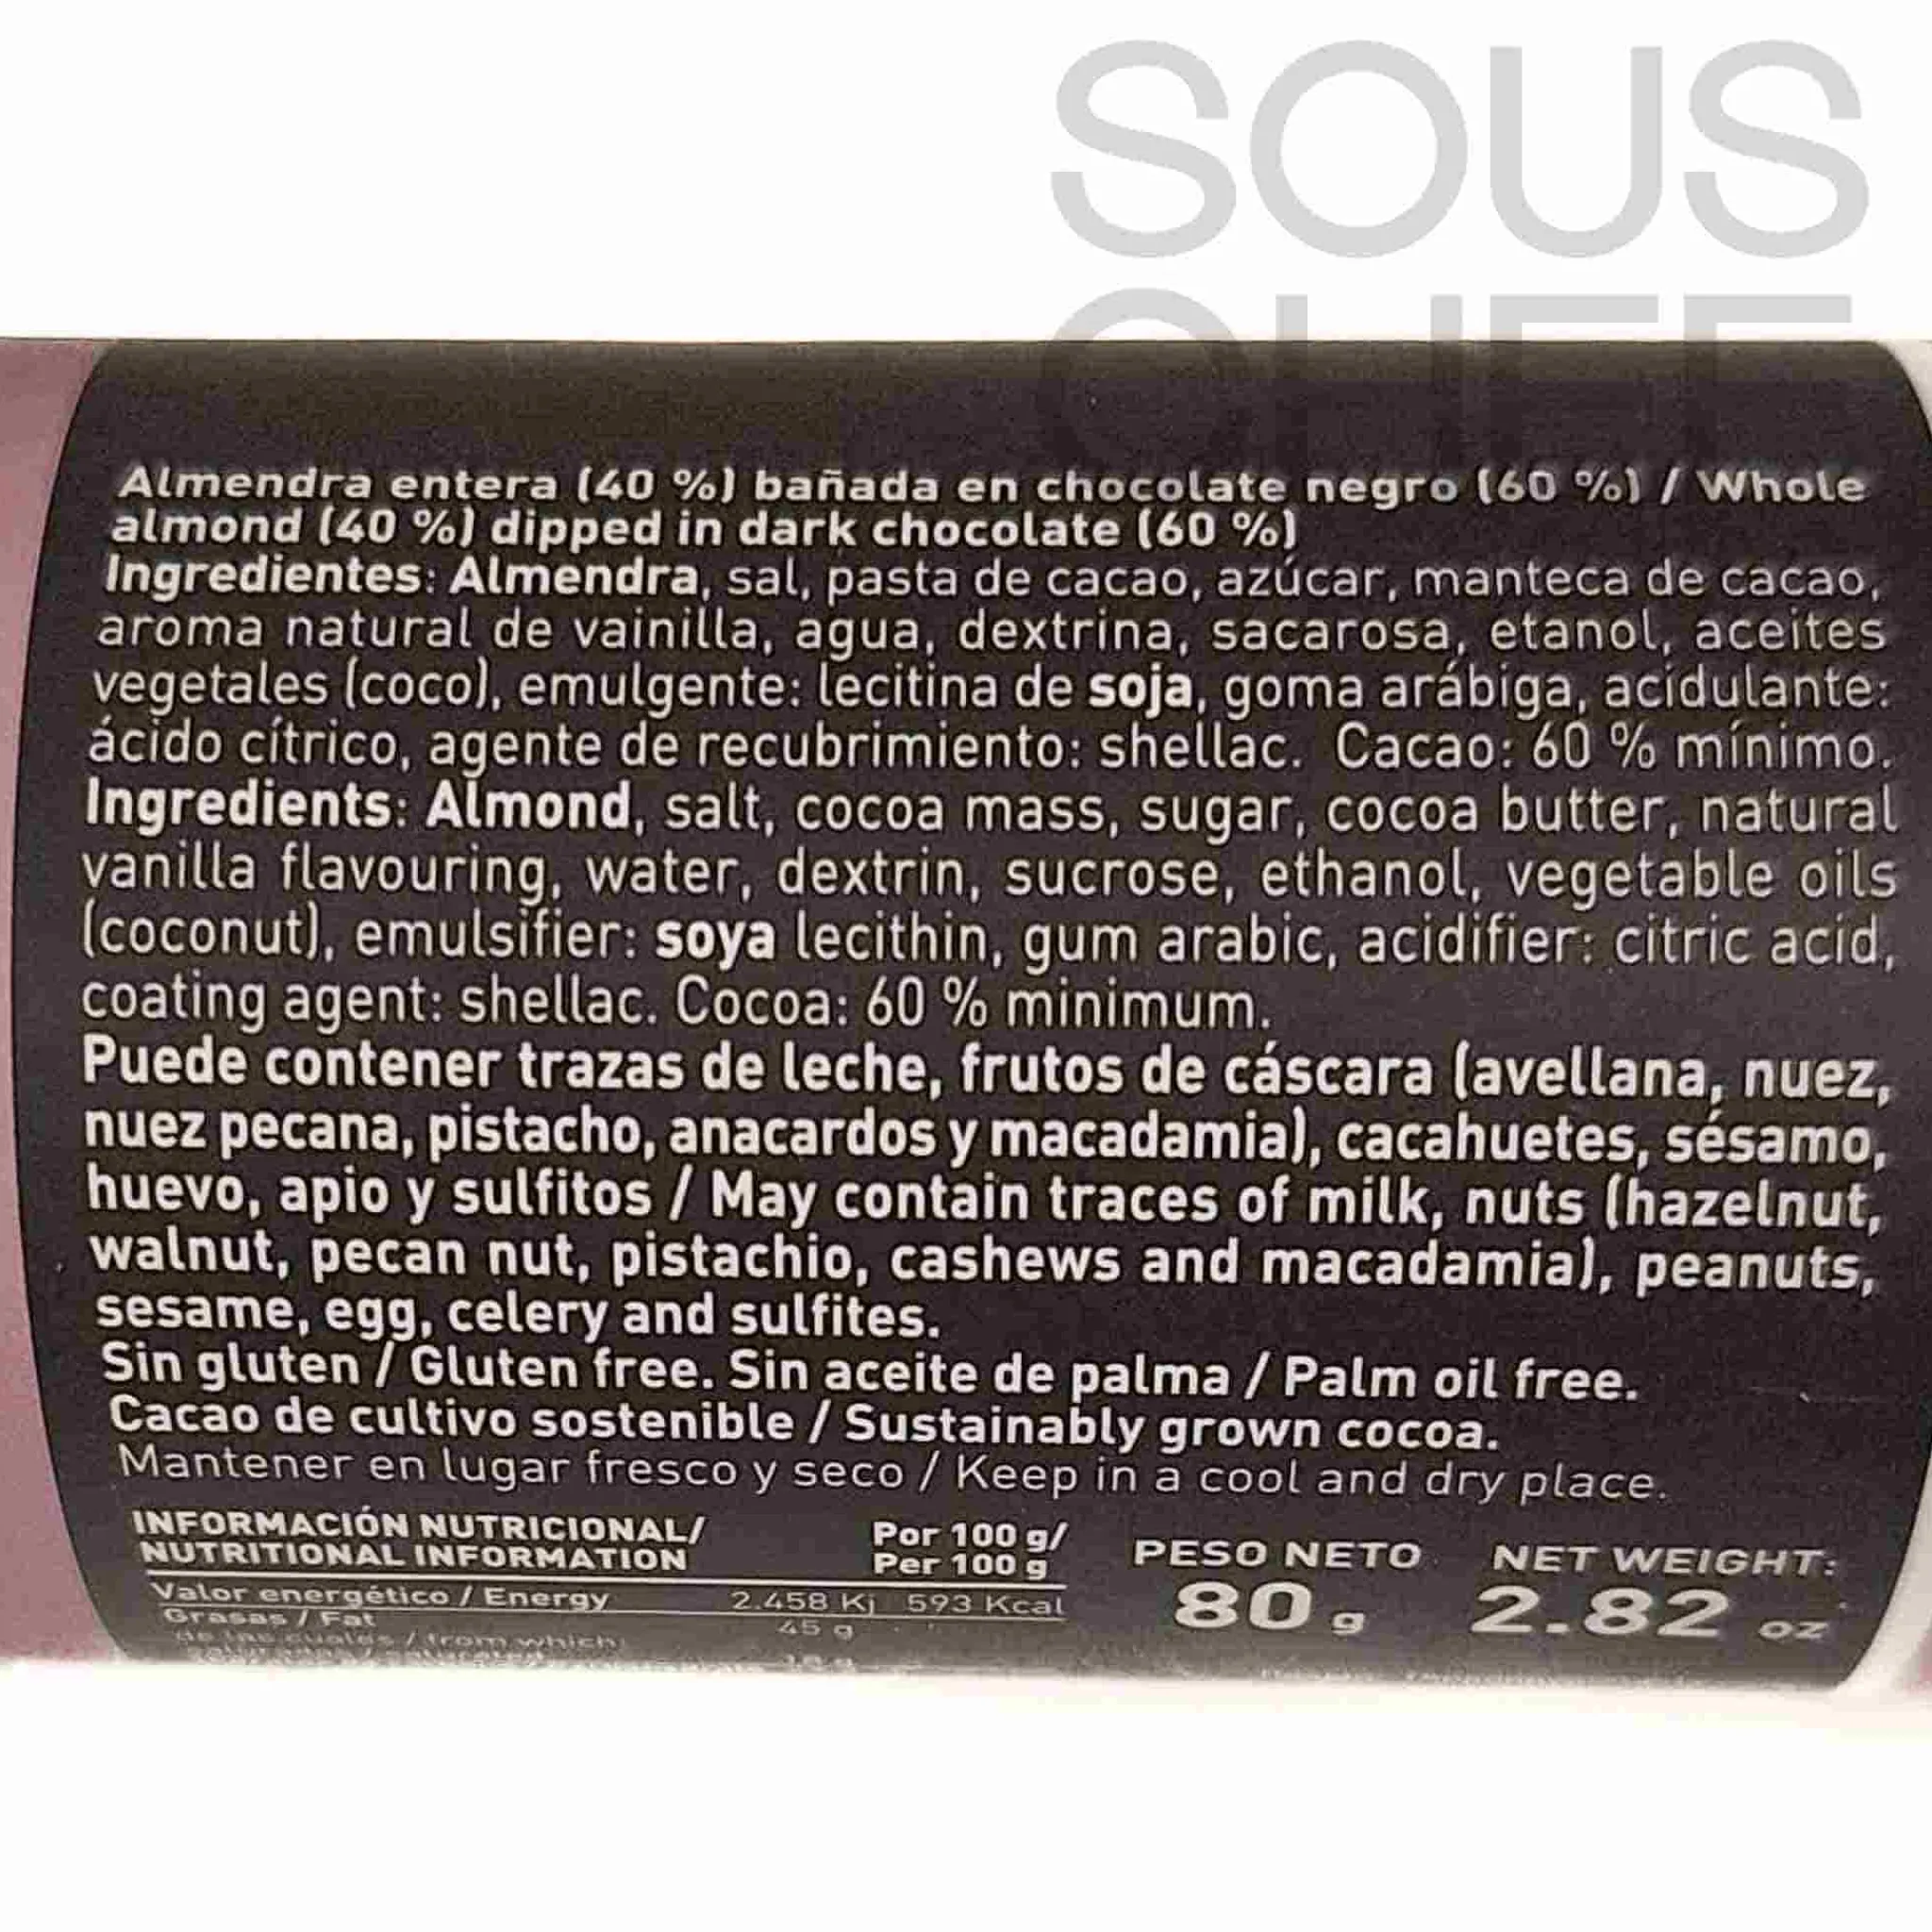 SOUS
CHEF
Almendra entera (40 %) bañada en chocolate negro (60 %) / Whole
almond (40 %) dipped in dark chocolate (60 %)
Ingredientes: Almendra, sal, pasta de cacao, azúcar, manteca de cacao,
aroma natural de vainilla, agua, dextrina, sacarosa, etanol, aceites
vegetales (coco), emulgente: lecitina de soja, goma arábiga, acidulante:
ácido cítrico, agente de recubrimiento: shellac. Cacao: 60 % mínimo.
Ingredients: Almond, salt, cocoa mass, sugar, cocoa butter, natural
vanilla flavouring, water, dextrin, sucrose, ethanol, vegetable oils
(coconut), emulsifier: soya lecithin, gum arabic, acidifier: citric acid,
coating agent: shellac. Cocoa: 60 % minimum.
Puede contener trazas de leche, frutos de cáscara (avellana, nuez,
nuez pecana, pistacho, anacardos y macadamia), cacahuetes, sésamo,
huevo, apio y sulfitos / May contain traces of milk, nuts (hazelnut,
walnut, pecan nut, pistachio, cashews and macadamia), peanuts,
sesame, egg, celery and sulfites.
Sin gluten / Gluten free. Sin aceite de palma / Palm oil free.
Cacao de cultivo sostenible / Sustainably grown cocoa.
Mantener en lugar fresco y seco / Keep in a cool and dry place.
INFORMACIÓN NUTRICIONAL/ Por 100 g/
NUTRITIONAL INFORMATION Per 100 g
Valor energético / Energy 2.458 Kj 593 Kcal
Grasas / Fat 45 g
de las cuales / from which:
PESO NETO NET WEIGHT:
80 g 2.82 oz